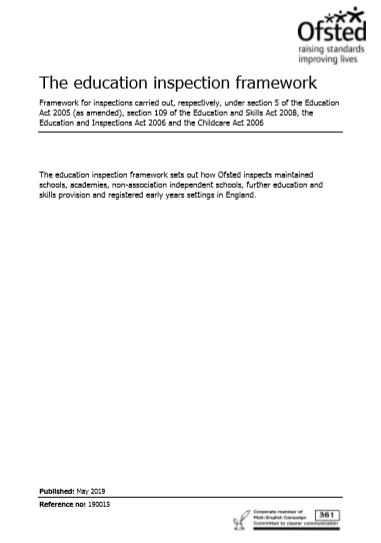 Ofsted
raising standards
improving lives
The education inspection framework
Framework for inspections carried out, respectively, under section 5 of the Education
Act 2005 (as amended), section 109 of the Education and Skills Act 2008, the
Education and Inspections Act 2006 and the Childcare Act 2006
The education inspection framework sets out how Ofsted inspects maintained
schools, academies, non-association independent schools, further education and
skills provision and registered early years settings in England.
Published: May 2019
Reference no: 190015
Corporate member of
Plain English Campaign
Committed to clearer communication
361